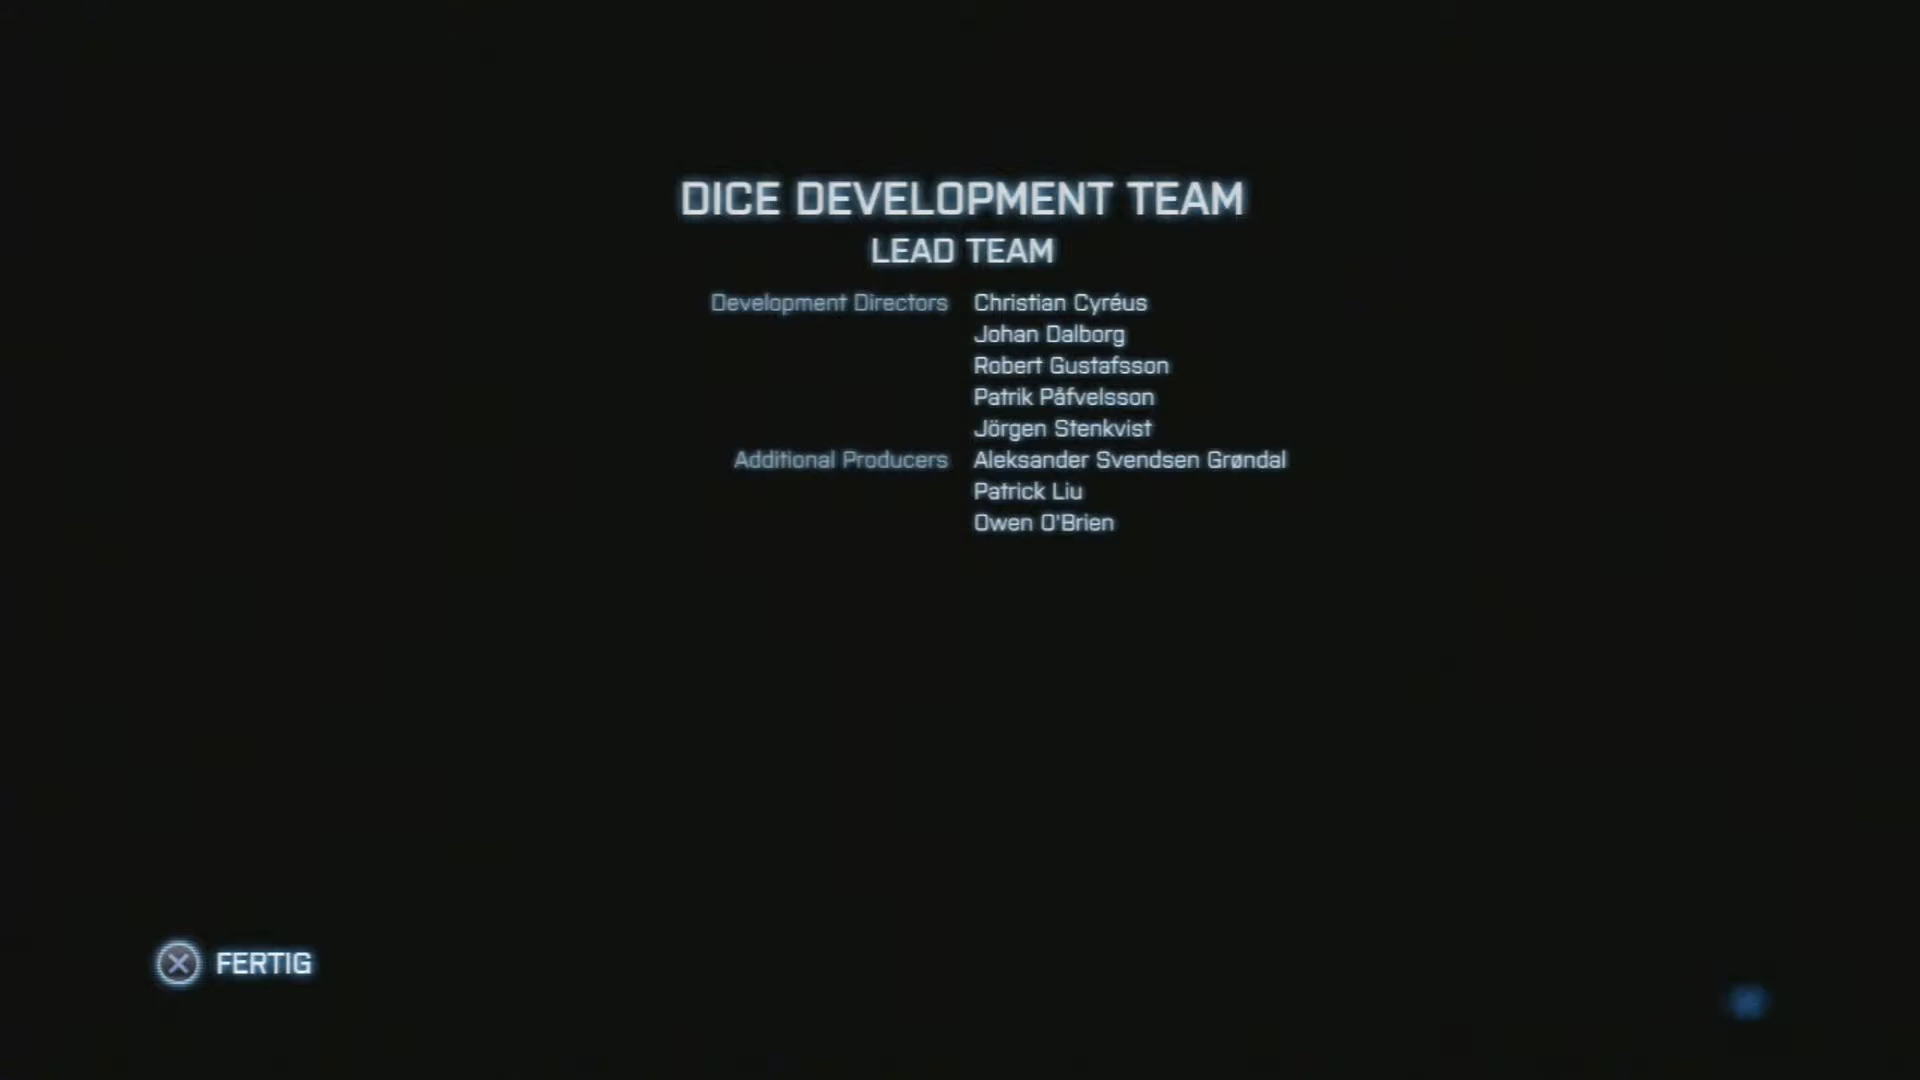 DICE DEVELOPMENT TEAM
LEAD TEAM
Development Directors Christian Cyréus
Johan Dalborg
Robert Gustafsson
Patrik Påfvelsson
Jörgen Stenkvist
Additional Producers Aleksander Svendsen Grøndal
Patrick Liu
Owen O'Brien
FERTIG